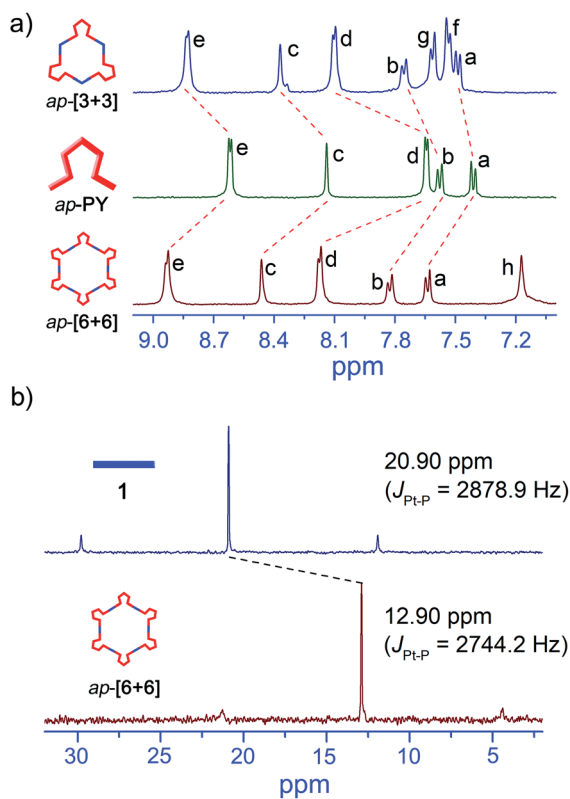 a)
e c d b g f a
ap-[3+3]
e c d b a
ap-PY
e c d b a h
ap-[6+6]
9.0 8.7 8.4 8.1 7.8 7.5 7.2
ppm
b)
1
20.90 ppm
(JPt-P = 2878.9 Hz)
12.90 ppm
(JPt-P = 2744.2 Hz)
ap-[6+6]
30 25 20 15 10 5
ppm